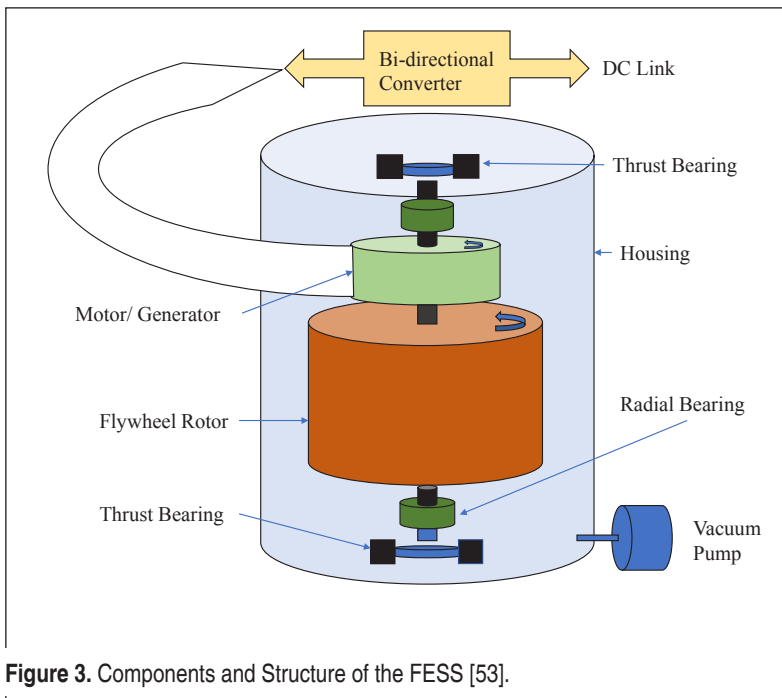 Bi-directional
Converter
DC Link
Thrust Bearing
Housing
Motor/ Generator
Radial Bearing
Flywheel Rotor
Thrust Bearing
Vacuum
Pump
Figure 3. Components and Structure of the FESS [53].